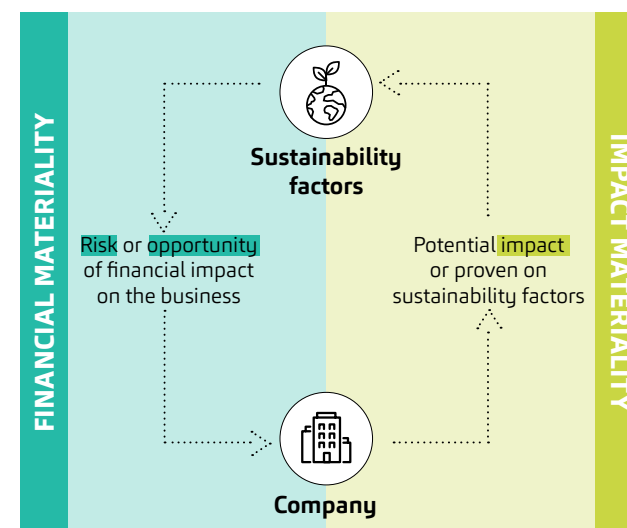 FINANCIAL MATERIALITY
Sustainability
factors
Risk or opportunity
of financial impact
on the business
Potential impact
or proven on
sustainability factors
Company
IMPACT MATERIALITY